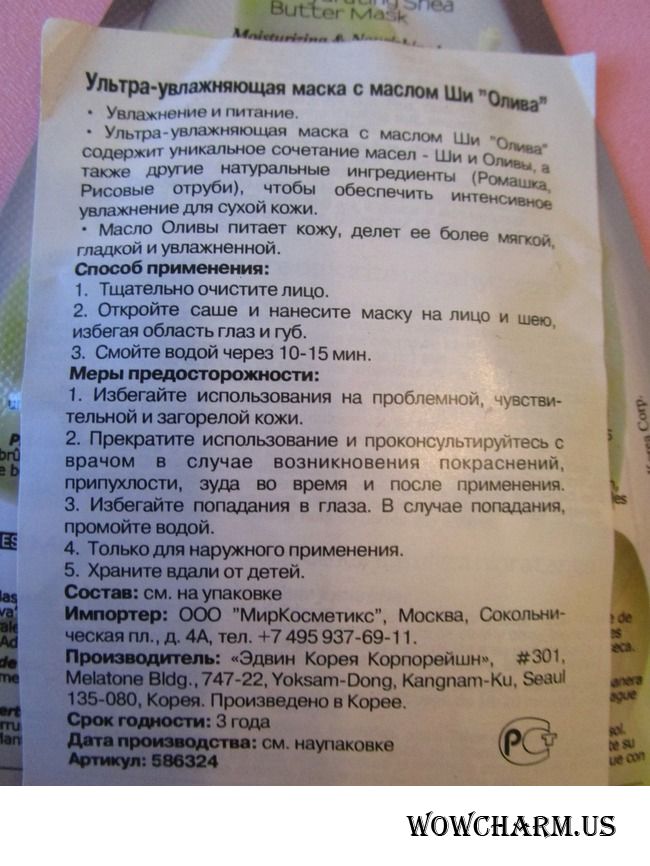 Hydrating Shea
Butter Mask
Moisturizing &
Ультра-увлажняющая маска с маслом Ши "Олива"
• Увлажнение и питание.
• Ультра-увлажняющая маска с маслом Ши "Олива"
содержит уникальное сочетание масел - Ши и Оливы, а
также другие натуральные ингредиенты (Ромашка,
Рисовые отруби), чтобы обеспечить интенсивное
увлажнение для сухой кожи.
• Масло Оливы питает кожу, делет ее более мягкой,
гладкой и увлажненной.
Способ применения:
1. Тщательно очистите лицо.
2. Откройте саше и нанесите маску на лицо и шею,
избегая область глаз и губ.
3. Смойте водой через 10-15 мин.
Меры предосторожности:
1. Избегайте использования на проблемной, чувстви-
тельной и загорелой кожи.
2. Прекратите использование и проконсультируйтесь с
врачом в случае возникновения покраснений,
припухлости, зуда во время и после применения.
3. Избегайте попадания в глаза. В случае попадания,
промойте водой.
4. Только для наружного применения.
5. Храните вдали от детей.
Состав: см. на упаковке
Импортер: ООО "МирКосметикс", Москва, Сокольни-
ческая пл., д. 4А, тел. +7 495 937-69-11.
Производитель: «Эдвин Корея Корпорейшн», #301,
Melatone Bldg., 747-22, Yoksam-Dong, Kangnam-Ku, Seaul
135-080, Корея. Произведено в Корее.
Срок годности: 3 года
Дата производства: см. наупаковке
Артикул: 586324
РСТ
Corp.
WOWCHARM.US